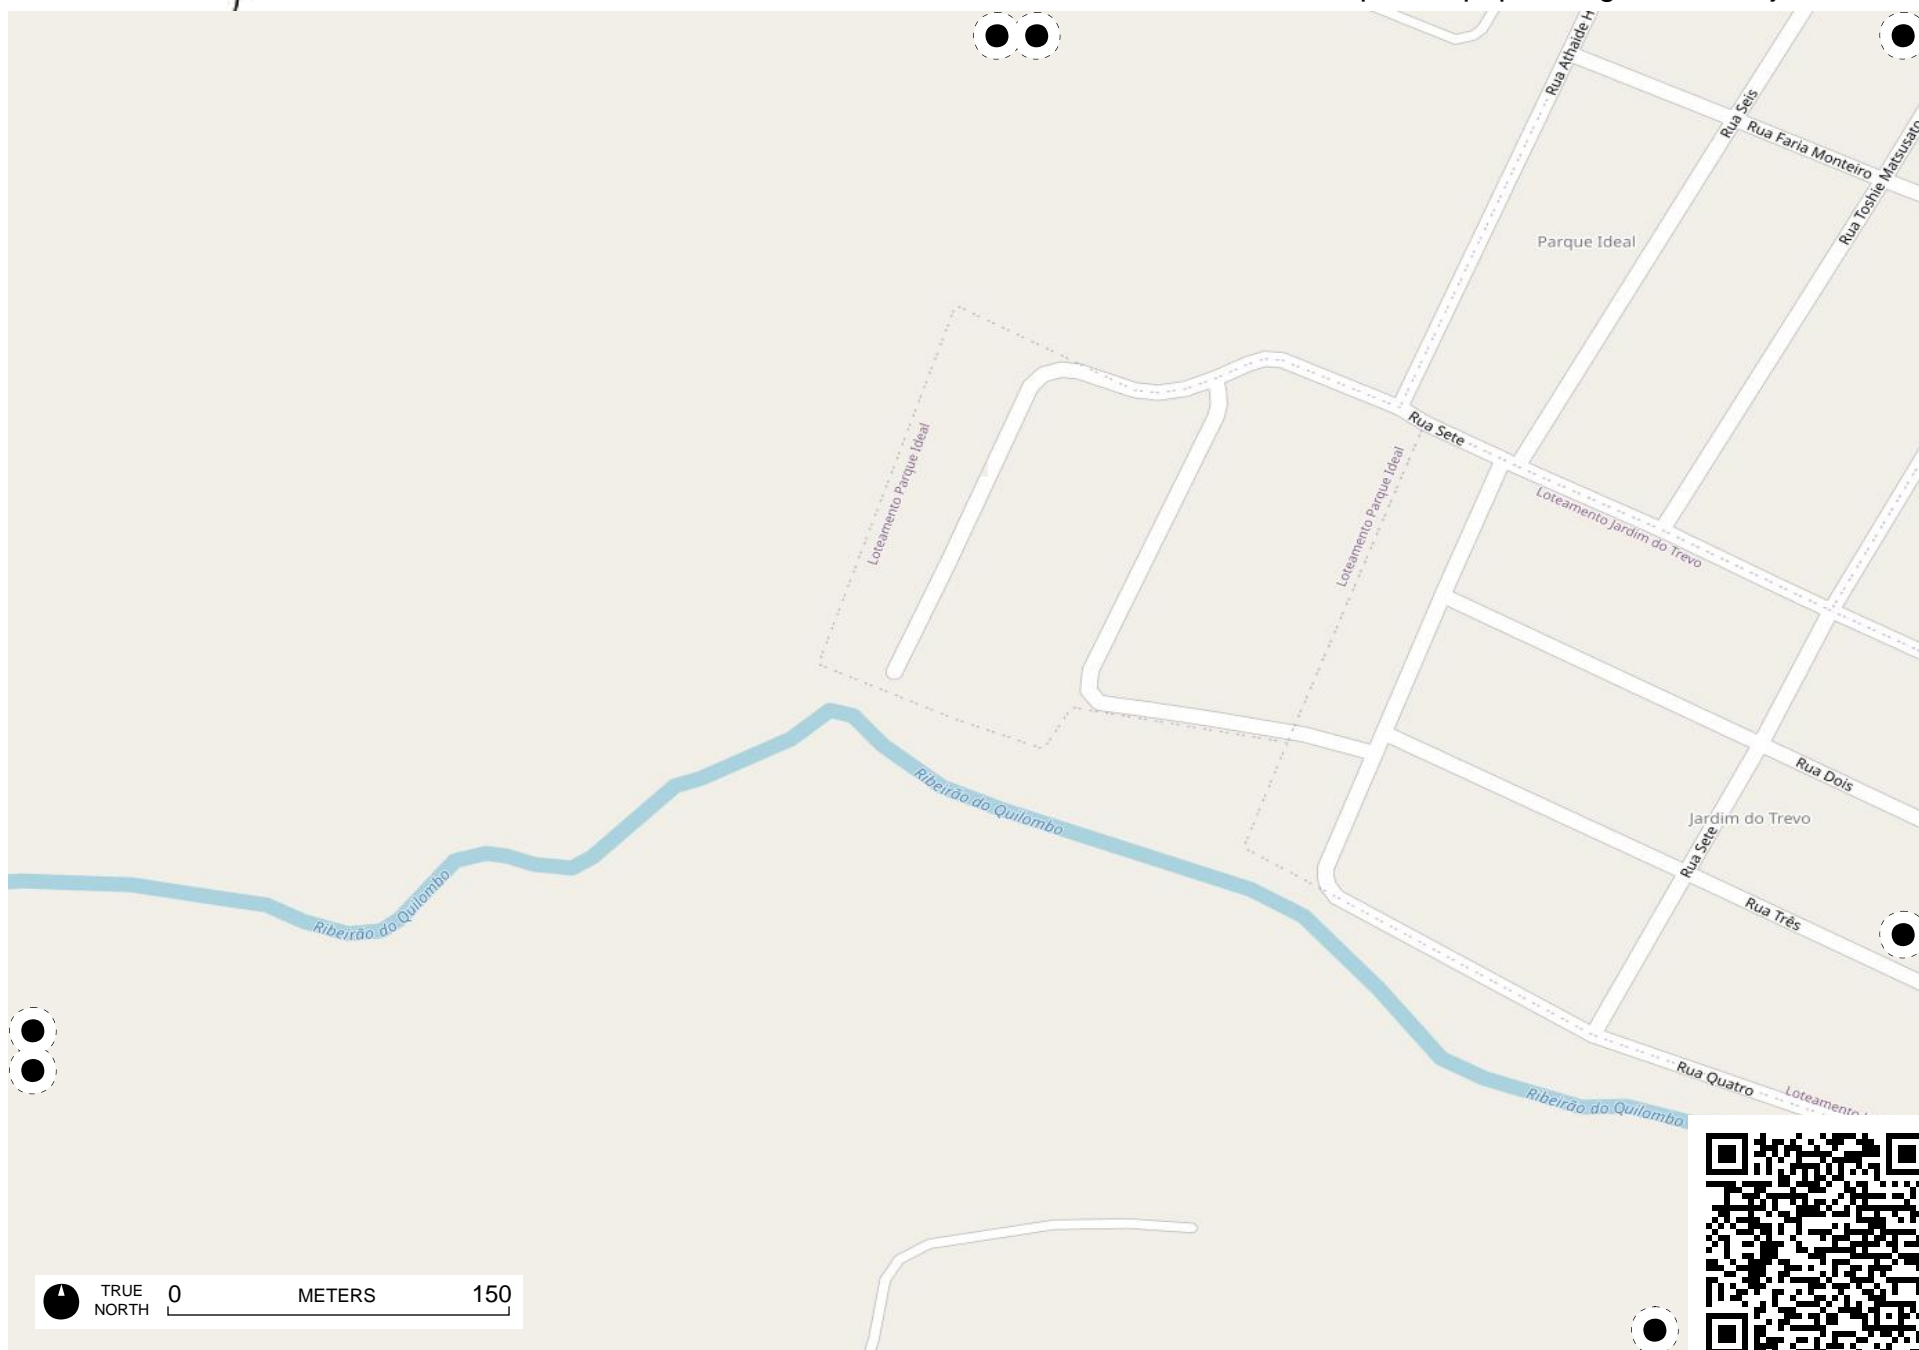 Rua Athaide H
Rua Seis
Rua Faria Monteiro
Rua Toshie Matsusato
Parque Ideal
Loteamento Parque Ideal
Loteamento Parque Ideal
Rua Sete
Loteamento Jardim do Trevo
Rua Dois
Jardim do Trevo
Rua Sete
Ribeirão do Quilombo
Ribeirão do Quilombo
Rua Três
Rua Quatro
Ribeirão do Quilombo
Loteamento
TRUE NORTH
0 METERS 150